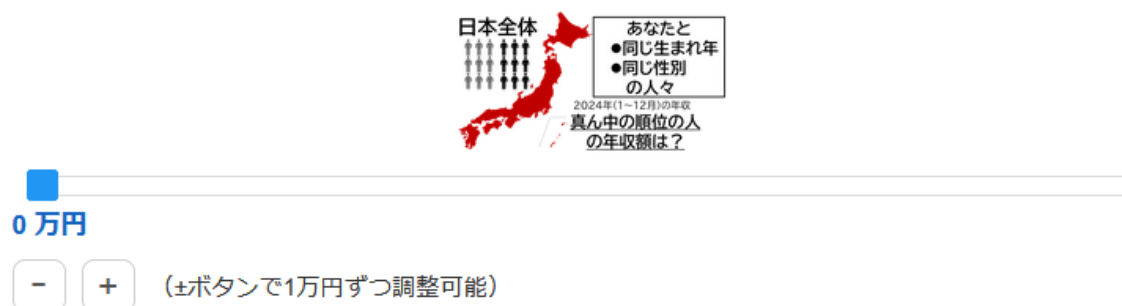 日本全体
あなたと
●同じ生まれ年
●同じ性別
の人々
2024年(1~12月)の年収
真ん中の順位の人
の年収額は？
0 万円
- + （±ボタンで1万円ずつ調整可能）